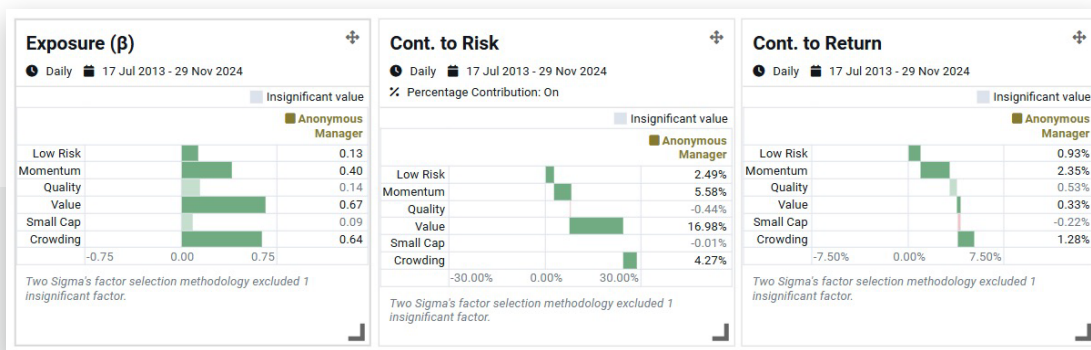 Exposure (β)
Daily 17 Jul 2013 - 29 Nov 2024
Insignificant value
Anonymous
Manager
Low Risk 0.13
Momentum 0.40
Quality 0.14
Value 0.67
Small Cap 0.09
Crowding 0.64
-0.75 0.00 0.75
Two Sigma's factor selection methodology excluded 1
insignificant factor.
Cont. to Risk
Daily 17 Jul 2013 - 29 Nov 2024
Percentage Contribution: On
Insignificant value
Anonymous
Manager
Low Risk 2.49%
Momentum 5.58%
Quality -0.44%
Value 16.98%
Small Cap -0.01%
Crowding 4.27%
-30.00% 0.00% 30.00%
Two Sigma's factor selection methodology excluded 1
insignificant factor.
Cont. to Return
Daily 17 Jul 2013 - 29 Nov 2024
Insignificant value
Anonymous
Manager
Low Risk 0.93%
Momentum 2.35%
Quality 0.53%
Value 0.33%
Small Cap -0.22%
Crowding 1.28%
-7.50% 0.00% 7.50%
Two Sigma's factor selection methodology excluded 1
insignificant factor.